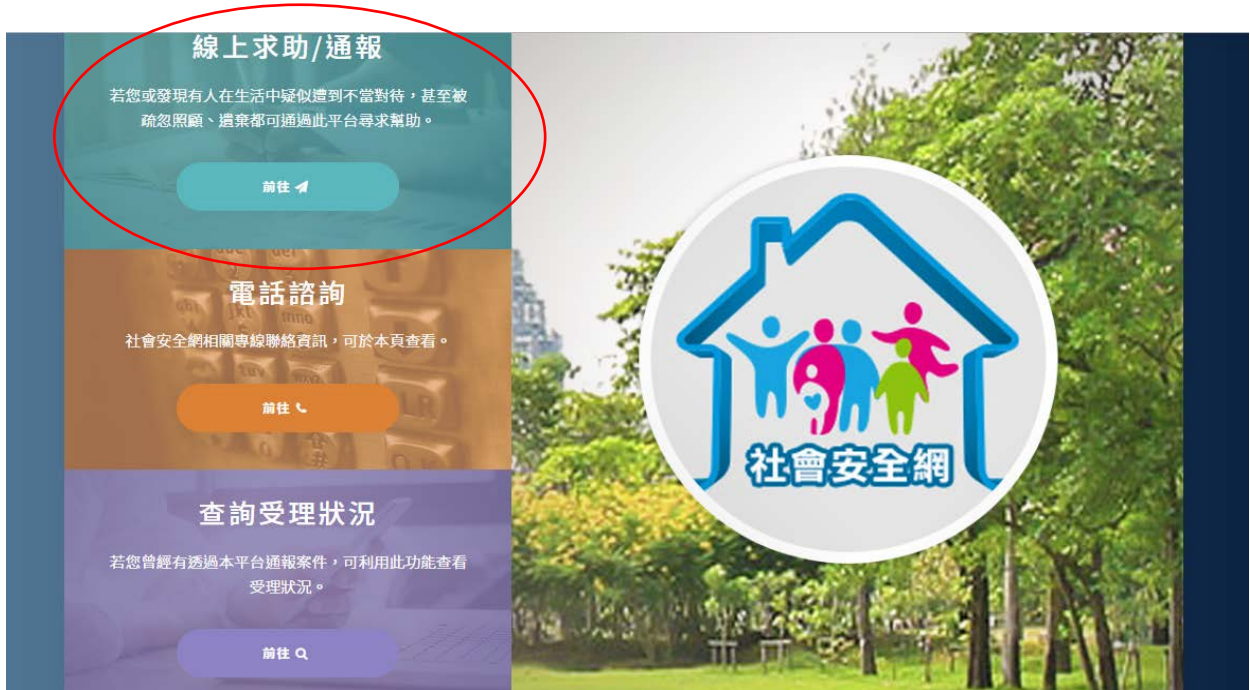 線上求助/通報
若您或發現有人在生活中疑似遭到不當對待，甚至被
疏忽照顧、遺棄都可通過此平台尋求幫助。
前往
電話諮詢
社會安全網相關專線聯絡資訊，可於本頁查看。
前往
查詢受理狀況
若您曾經有透過本平台通報案件，可利用此功能查看
受理狀況。
前往
社會安全網